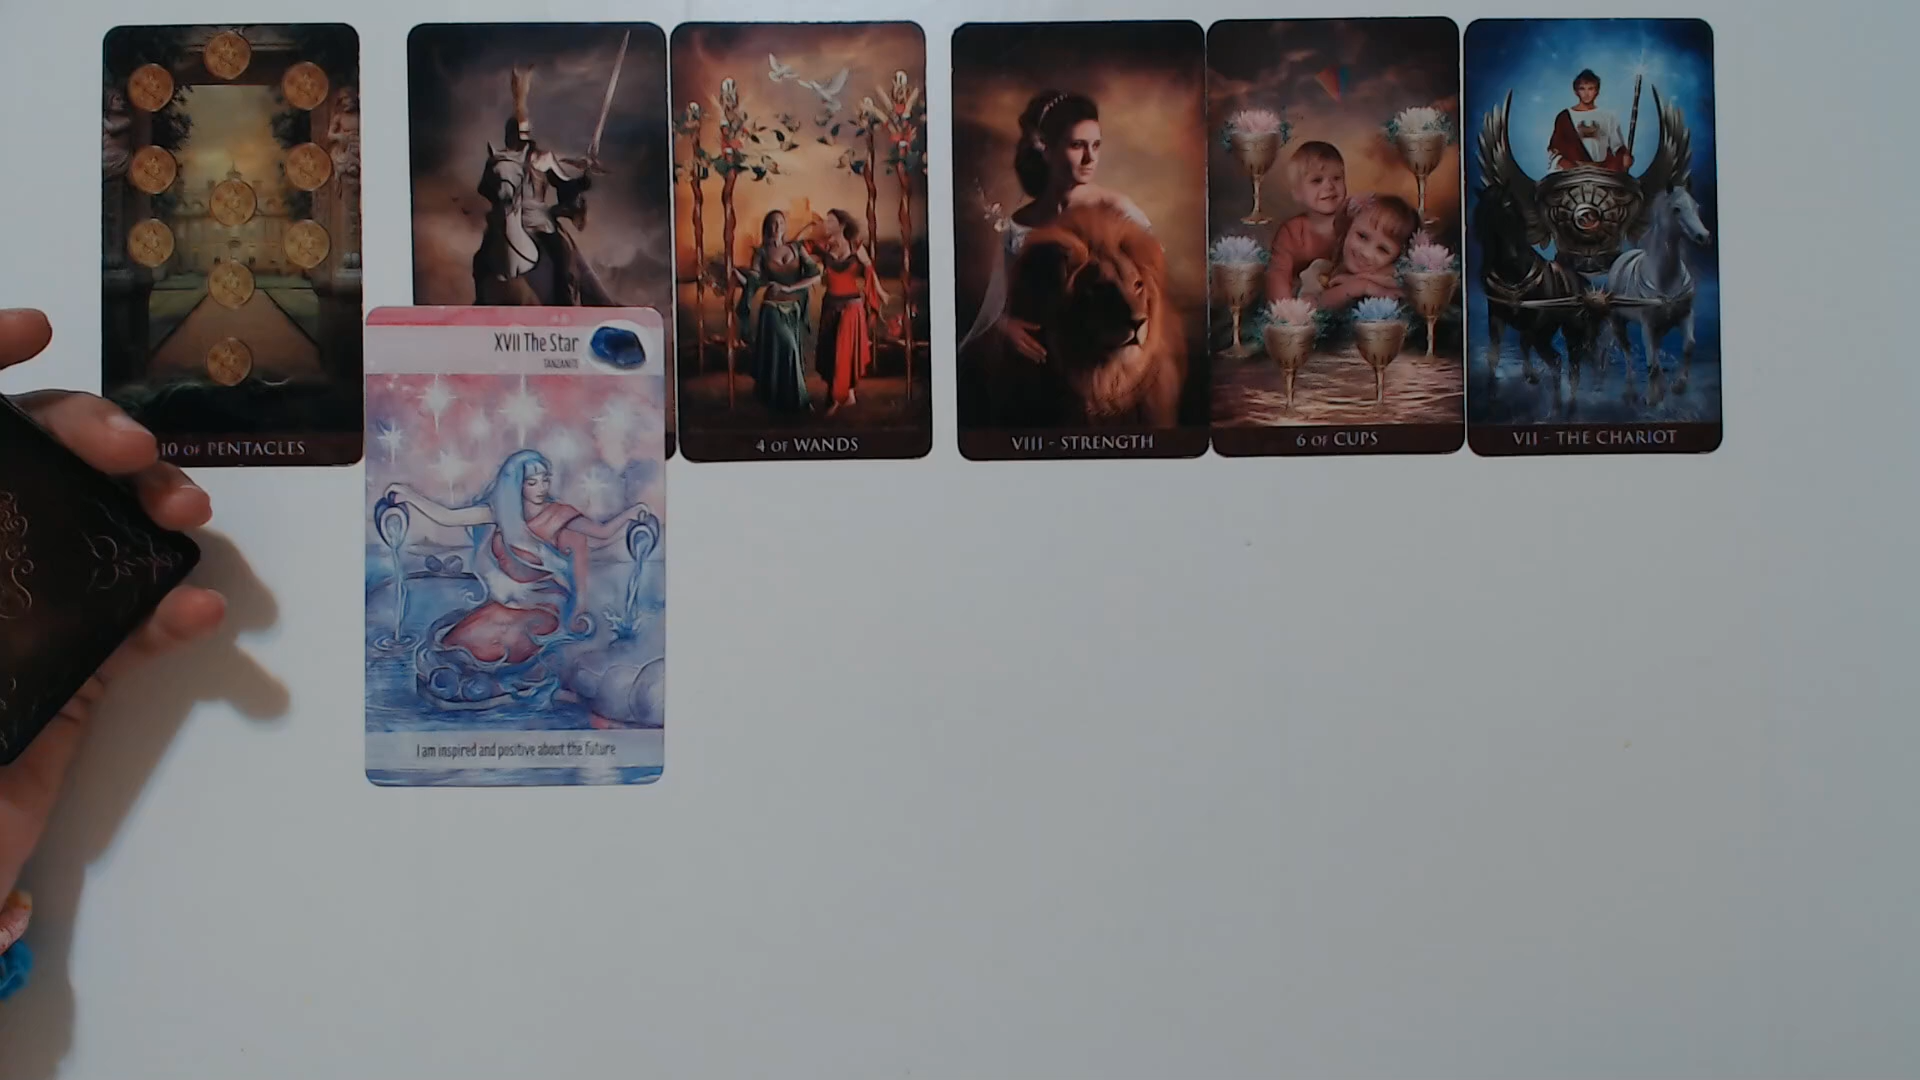 10 OF PENTACLES
XVII The Star
TANZANITE
I am inspired and positive about the future
4 OF WANDS
VIII - STRENGTH
6 OF CUPS
VII - THE CHARIOT